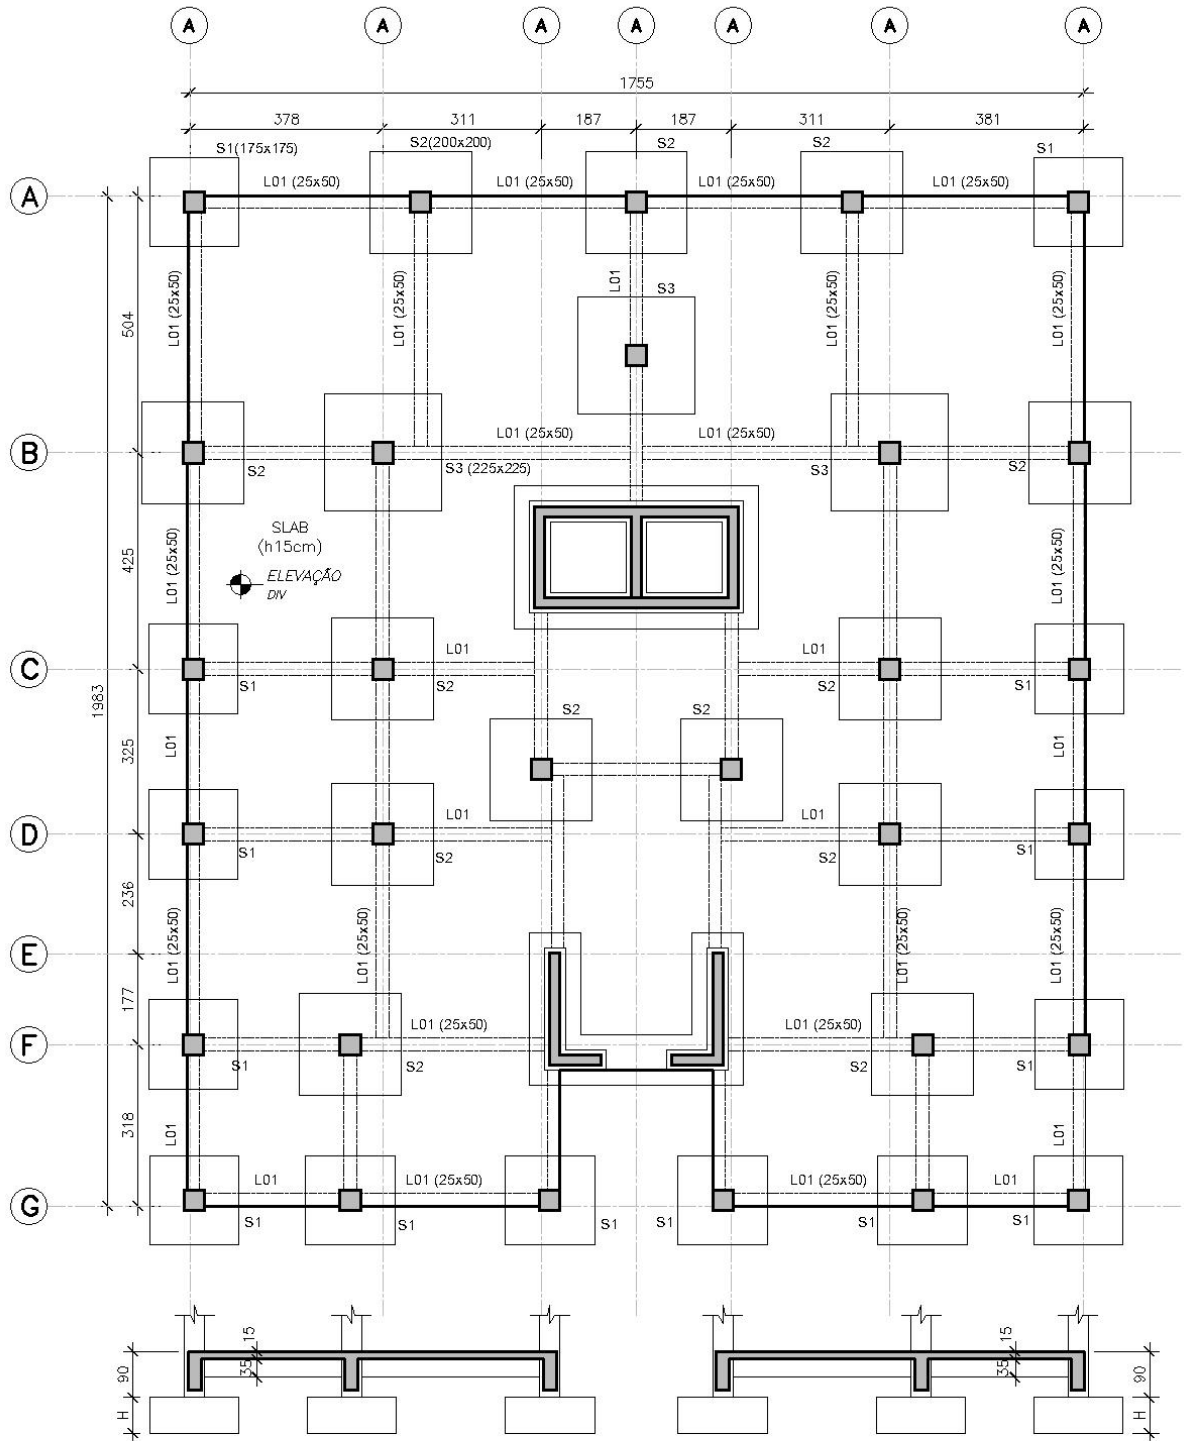 A A A A A A A
1755
378 311 187 187 311 381
S1(175x175) S2(200x200) S2 S2 S1
A L01 (25x50) L01 (25x50) L01 (25x50) L01 (25x50)
504 L01 (25x50) L01 (25x50) L01 S3 L01 (25x50) L01 (25x50)
L01 (25x50) L01 (25x50)
B
S2 S3 (225x225) S3 S2
SLAB
(h15cm)
ELEVAÇÃO
DIV
425 L01 (25x50) L01 (25x50)
L01 L01
C
S1 S2 S2 S1
1983
S2 S2
325 L01 L01
L01 L01
D
S1 S2 S2 S1
236
L01 (25x50) L01 (25x50) L01 (25x50) L01 (25x50)
E
177
L01 (25x50) L01 (25x50)
F
S1 S2 S2 S1
318 L01 L01
L01 L01 (25x50) L01 (25x50) L01
G
S1 S1 S1 S1 S1 S1
15 15
90 35 35 90
H H